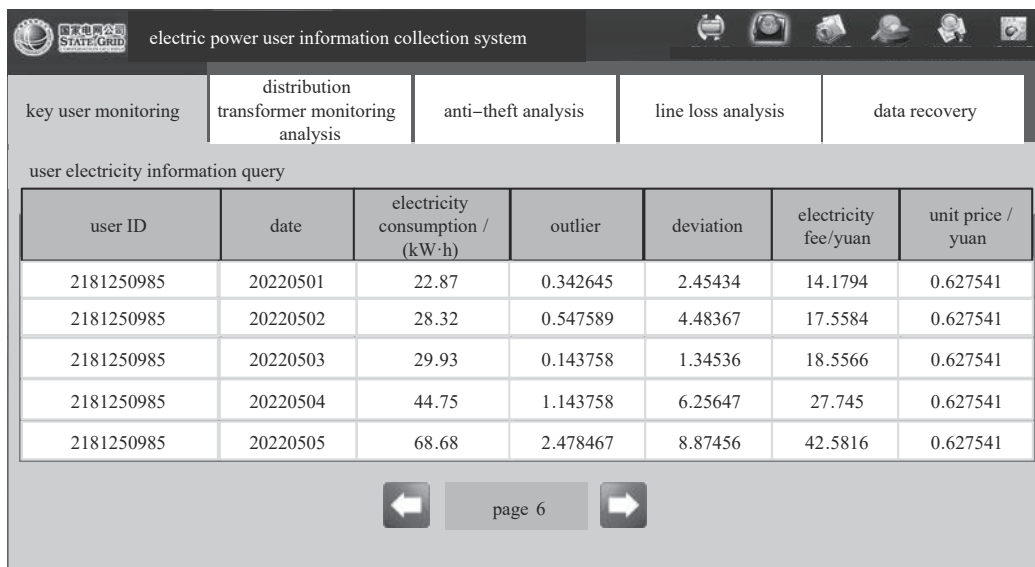 国家电网公司
STATE GRID
electric power user information collection system
key user monitoring
distribution
transformer monitoring
analysis
anti−theft analysis
line loss analysis
data recovery
user electricity information query
user ID
date
electricity
consumption /
(kW·h)
outlier
deviation
electricity
fee/yuan
unit price /
yuan
2181250985 20220501 22.87 0.342645 2.45434 14.1794 0.627541
2181250985 20220502 28.32 0.547589 4.48367 17.5584 0.627541
2181250985 20220503 29.93 0.143758 1.34536 18.5566 0.627541
2181250985 20220504 44.75 1.143758 6.25647 27.745 0.627541
2181250985 20220505 68.68 2.478467 8.87456 42.5816 0.627541
page 6